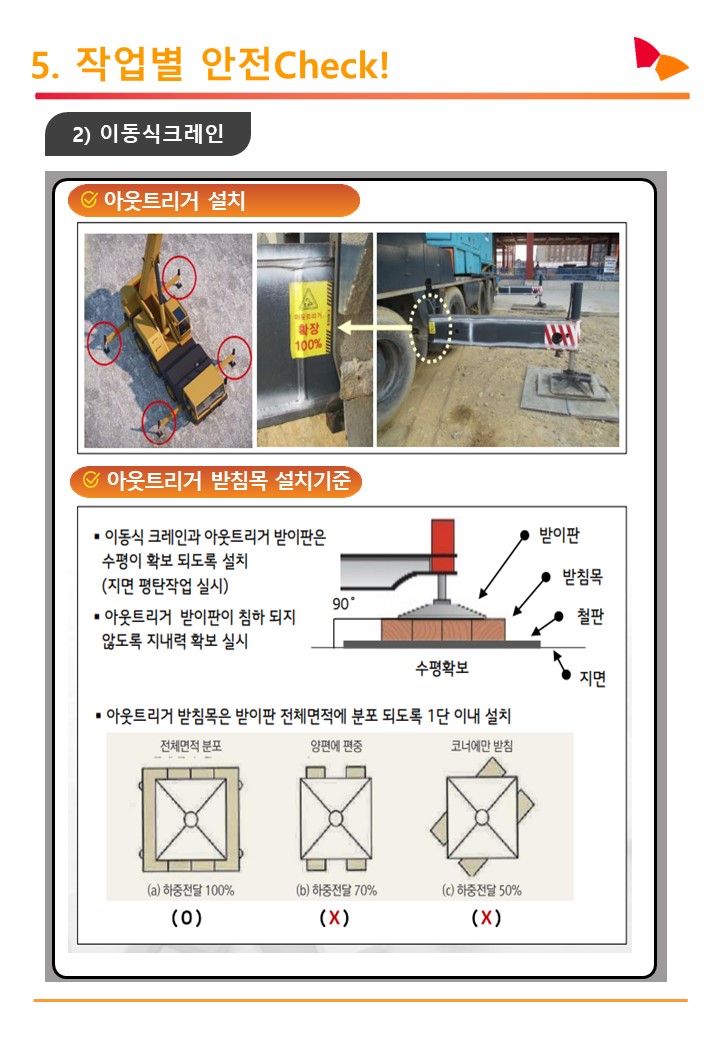 5. 작업별 안전Check!
2) 이동식크레인
아웃트리거 설치
아웃트리거
확장
100%
아웃트리거 받침목 설치기준
▪ 이동식 크레인과 아웃트리거 받이판은
수평이 확보 되도록 설치
(지면 평탄작업 실시)
▪ 아웃트리거 받이판이 침하 되지
않도록 지내력 확보 실시
90˚
받이판
받침목
철판
지면
수평확보
▪ 아웃트리거 받침목은 받이판 전체면적에 분포 되도록 1단 이내 설치
전체면적 분포
양편에 편중
코너에만 받침
(a) 하중전달 100%
(b) 하중전달 70%
(c) 하중전달 50%
(O)
(X)
(X)